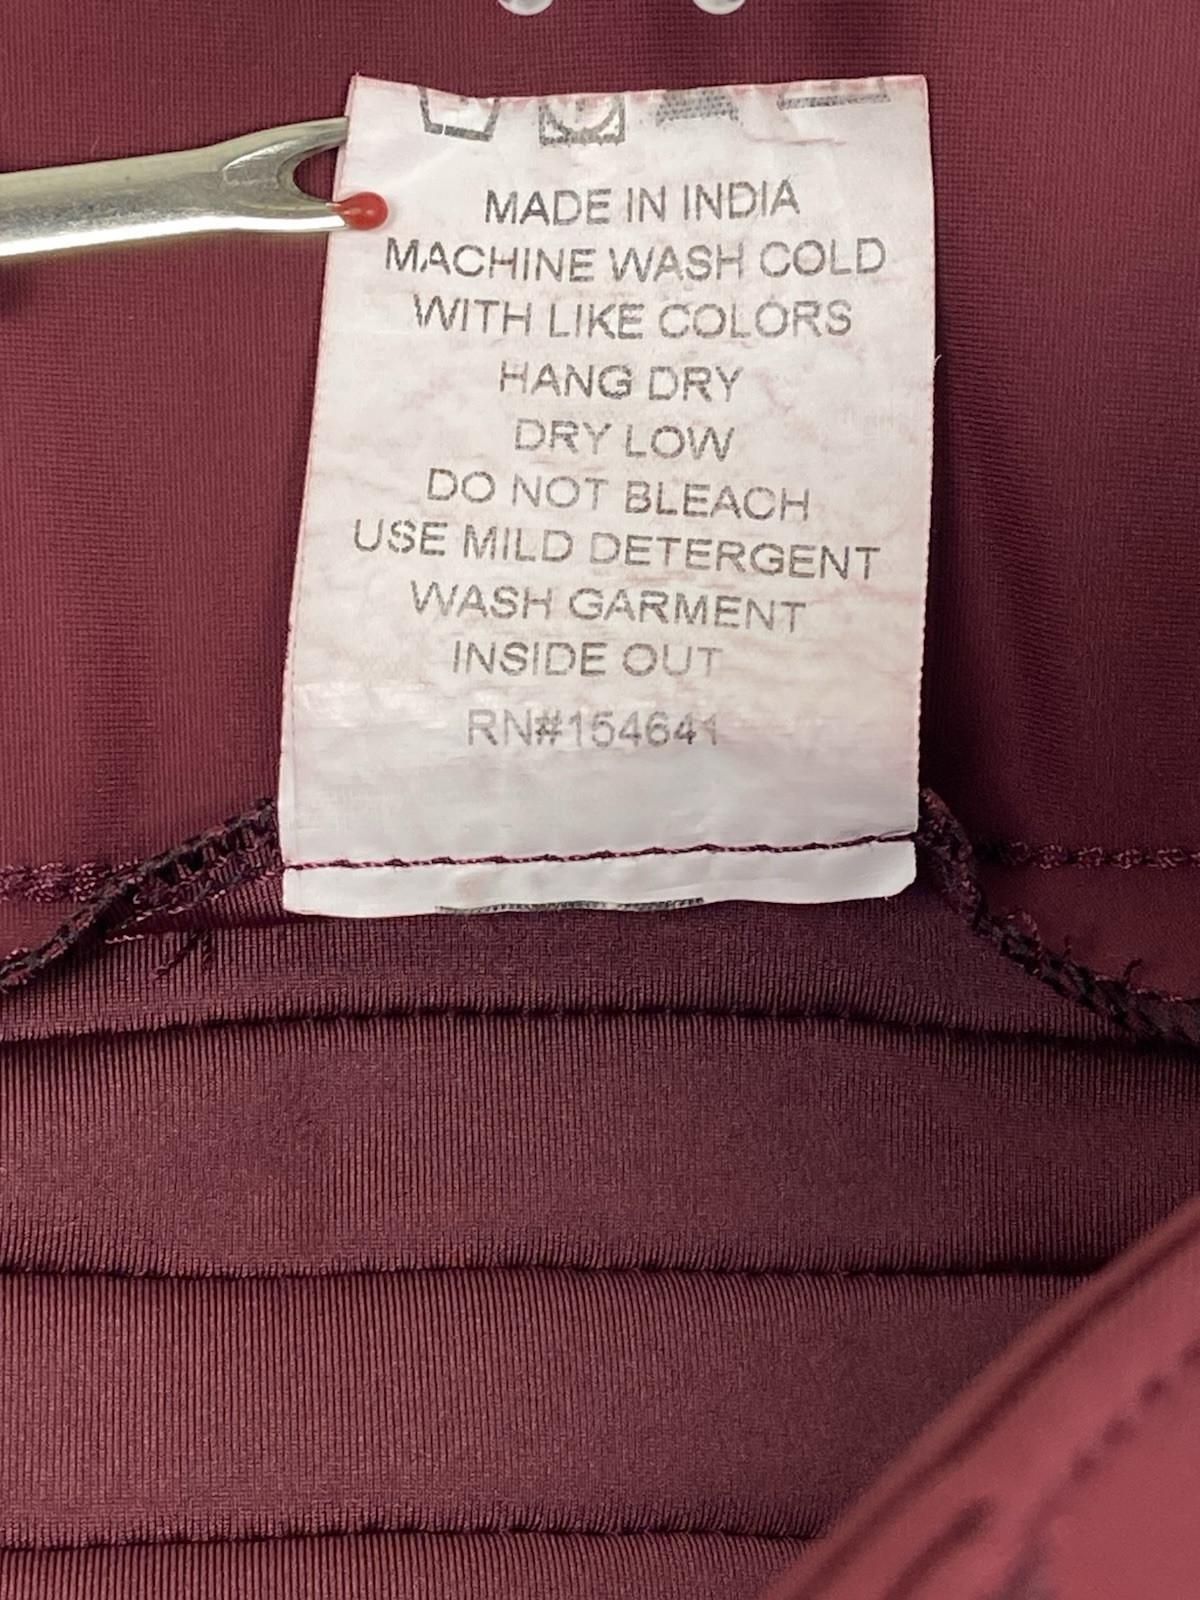 MADE IN INDIA
MACHINE WASH COLD
WITH LIKE COLORS
HANG DRY
DRY LOW
DO NOT BLEACH
USE MILD DETERGENT
WASH GARMENT
INSIDE OUT
RN#154641